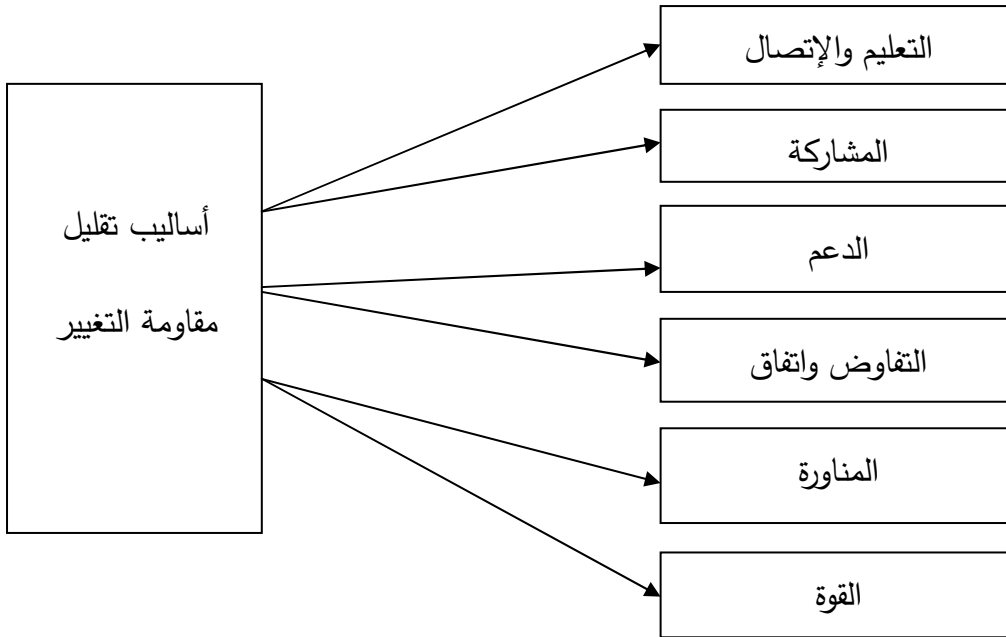 أساليب تقليل
مقاومة التغيير
التعليم والإتصال
المشاركة
الدعم
التفاوض واتفاق
المناورة
القوة